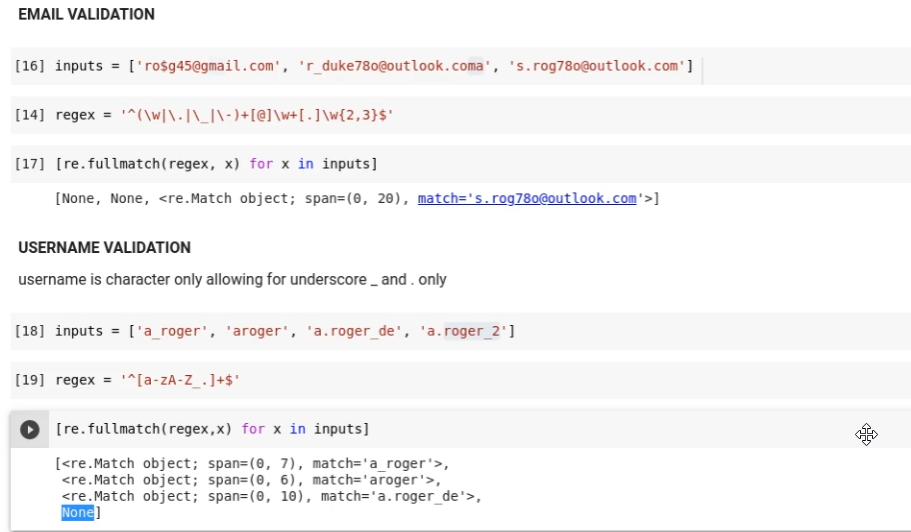 EMAIL VALIDATION
[16] inputs = ['ro$g45@gmail.com', 'r_duke78o@outlook.coma', 's.rog78o@outlook.com']
[14] regex = '^(\w|\.|\_|\-)+[@]\w+[.]\w{2,3}$'
[17] [re.fullmatch(regex, x) for x in inputs]
[None, None, <re.Match object; span=(0, 20), match='s.rog78o@outlook.com'>]
USERNAME VALIDATION
username is character only allowing for underscore _ and . only
[18] inputs = ['a_roger', 'aroger', 'a.roger_de', 'a.roger_2']
[19] regex = '^[a-zA-Z_.]+$'
[re.fullmatch(regex,x) for x in inputs]
[<re.Match object; span=(0, 7), match='a_roger'>,
<re.Match object; span=(0, 6), match='aroger'>,
<re.Match object; span=(0, 10), match='a.roger_de'>,
None]